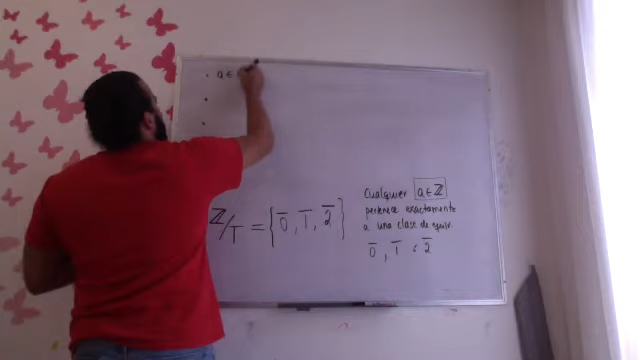 • a ∈
•
•
ℤ/T = { 0̄ , 1̄ , 2̄ }
Cualquier a ∈ ℤ
pertenece exactamente
a una clase de equiv.
0̄ , 1̄ ó 2̄